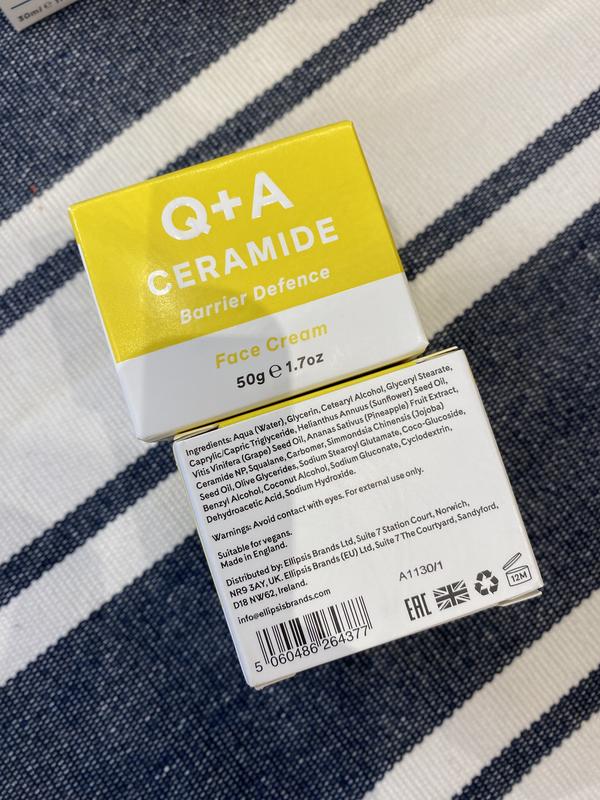 30ml ℮
Q+A
CERAMIDE
Barrier Defence
Face Cream
50g ℮ 1.7oz
Ingredients: Aqua (Water), Glycerin, Cetearyl Alcohol, Glyceryl Stearate,
Caprylic/Capric Triglyceride, Helianthus Annuus (Sunflower) Seed Oil,
Vitis Vinifera (Grape) Seed Oil, Ananas Sativus (Pineapple) Fruit Extract,
Ceramide NP, Squalane, Carbomer, Simmondsia Chinensis (Jojoba)
Seed Oil, Olive Glycerides, Sodium Stearoyl Glutamate, Coco-Glucoside,
Benzyl Alcohol, Coconut Alcohol, Sodium Gluconate, Cyclodextrin,
Dehydroacetic Acid, Sodium Hydroxide.
Warnings: Avoid contact with eyes. For external use only.
Suitable for vegans.
Made in England.
Distributed by: Ellipsis Brands Ltd, Suite 7 Station Court, Norwich,
NR9 3AY, UK. Ellipsis Brands (EU) Ltd, Suite 7 The Courtyard, Sandyford,
D18 NW62, Ireland.
info@ellipsisbrands.com
A1130/1
EAC
12M
5 060486 264377